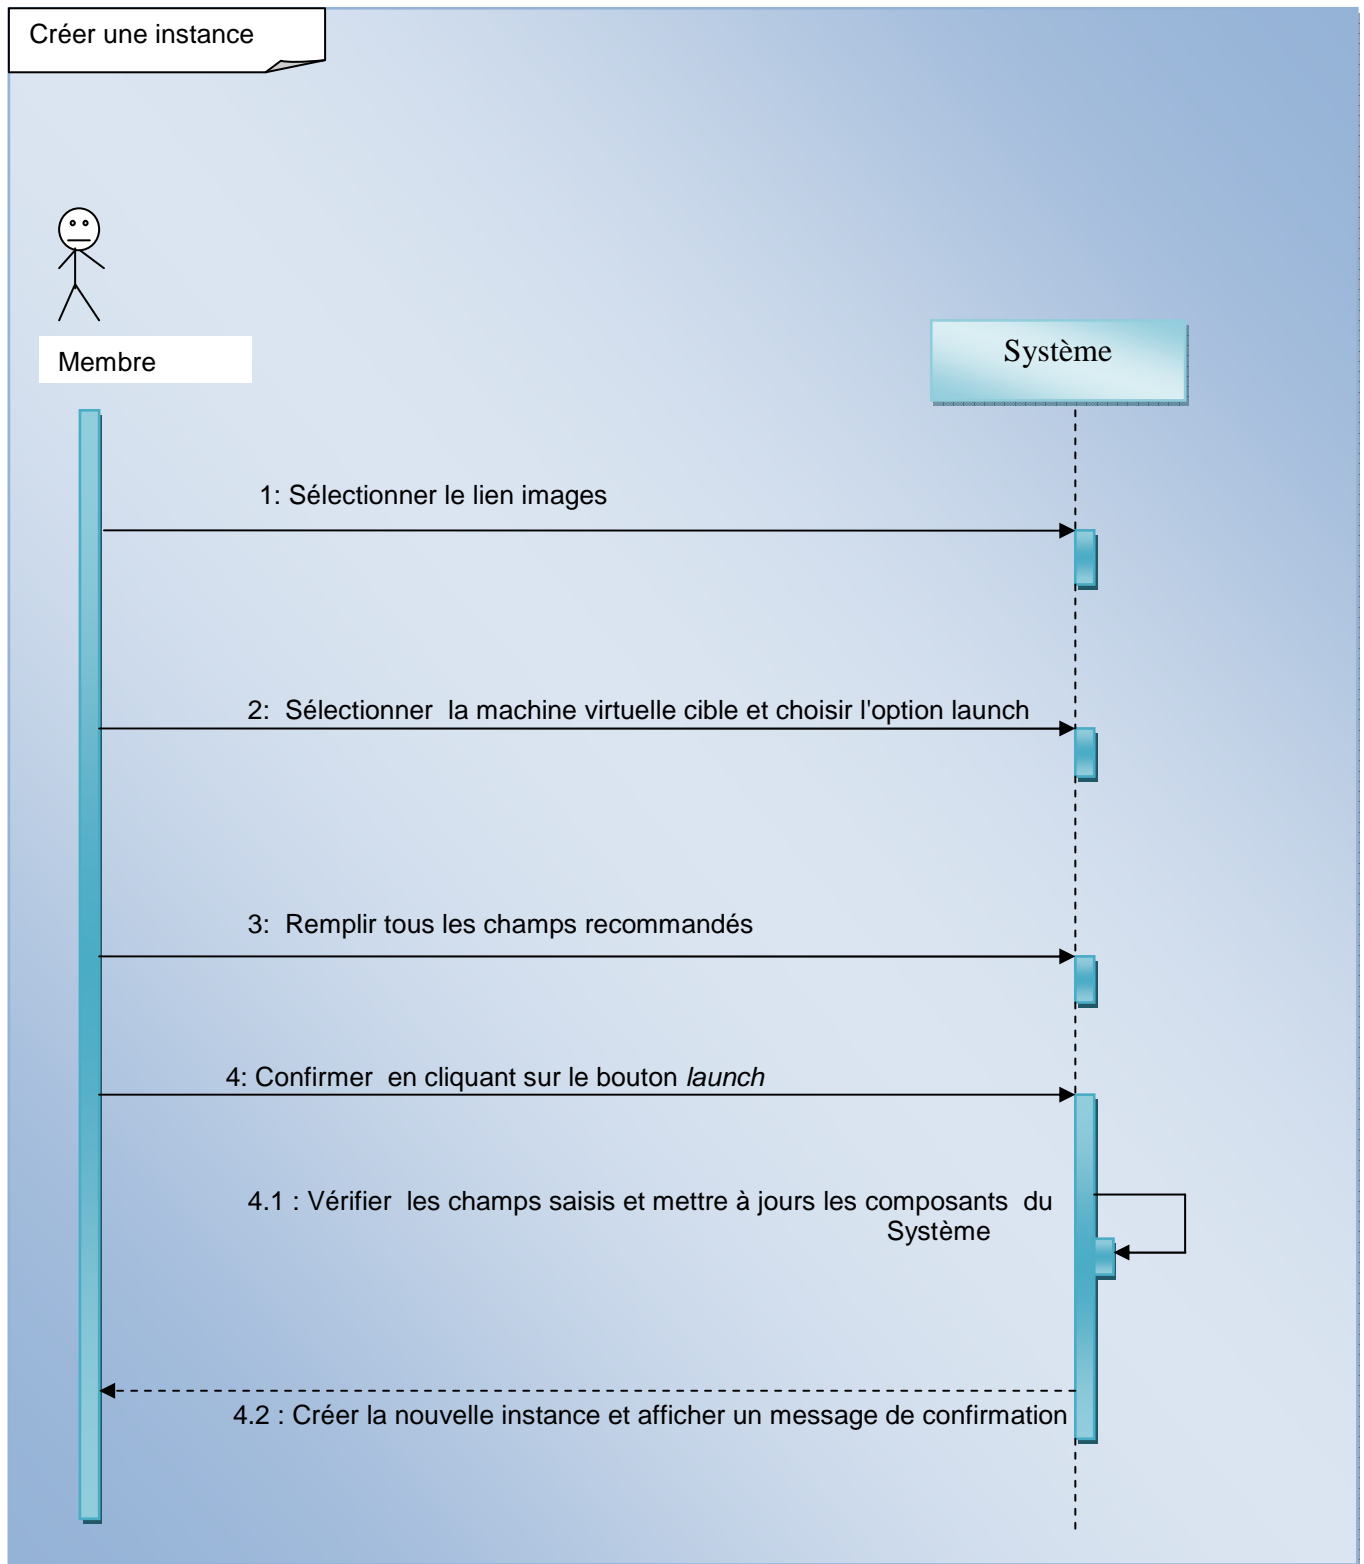 Créer une instance
Membre
Système
1: Sélectionner le lien images
2: Sélectionner la machine virtuelle cible et choisir l'option launch
3: Remplir tous les champs recommandés
4: Confirmer en cliquant sur le bouton launch
4.1 : Vérifier les champs saisis et mettre à jours les composants du
Système
4.2 : Créer la nouvelle instance et afficher un message de confirmation